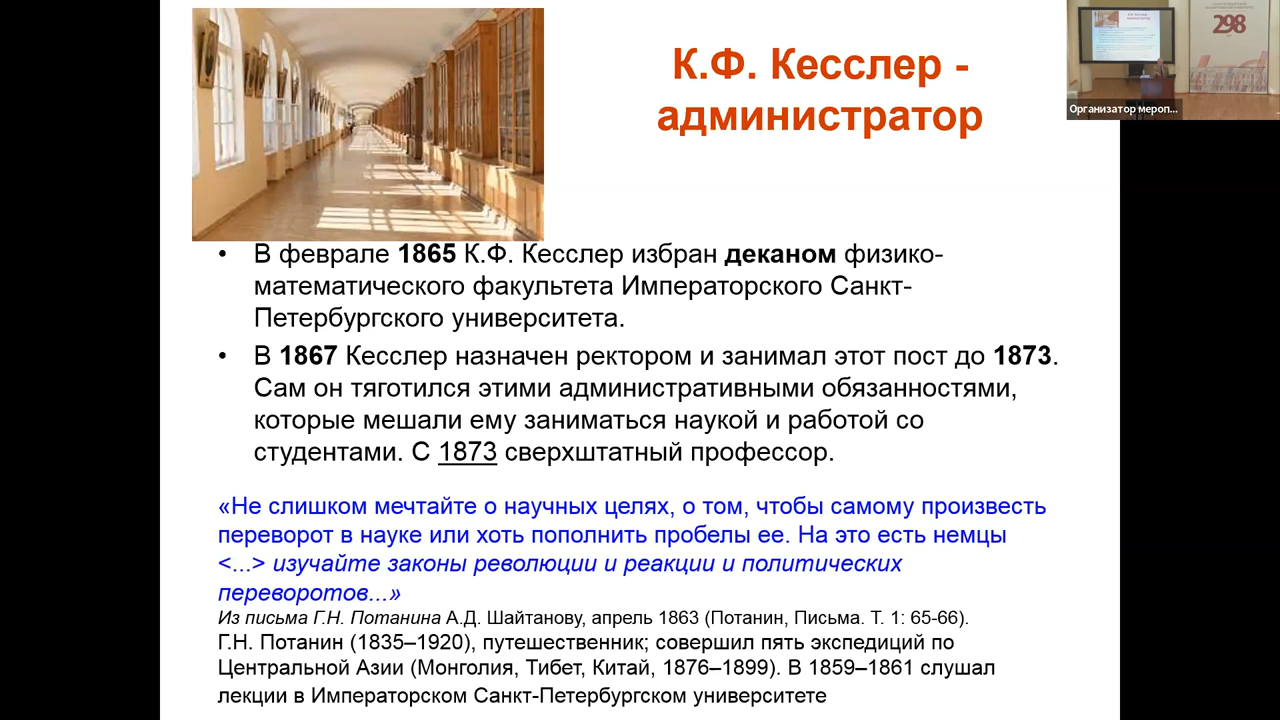 К.Ф. Кесслер -
администратор
298
Организатор мероп...
• В феврале 1865 К.Ф. Кесслер избран деканом физико-
математического факультета Императорского Санкт-
Петербургского университета.
• В 1867 Кесслер назначен ректором и занимал этот пост до 1873.
Сам он тяготился этими административными обязанностями,
которые мешали ему заниматься наукой и работой со
студентами. С 1873 сверхштатный профессор.
«Не слишком мечтайте о научных целях, о том, чтобы самому произвесть
переворот в науке или хоть пополнить пробелы ее. На это есть немцы
<...> изучайте законы революции и реакции и политических
переворотов...»
Из письма Г.Н. Потанина А.Д. Шайтанову, апрель 1863 (Потанин, Письма. Т. 1: 65-66).
Г.Н. Потанин (1835–1920), путешественник; совершил пять экспедиций по
Центральной Азии (Монголия, Тибет, Китай, 1876–1899). В 1859–1861 слушал
лекции в Императорском Санкт-Петербургском университете